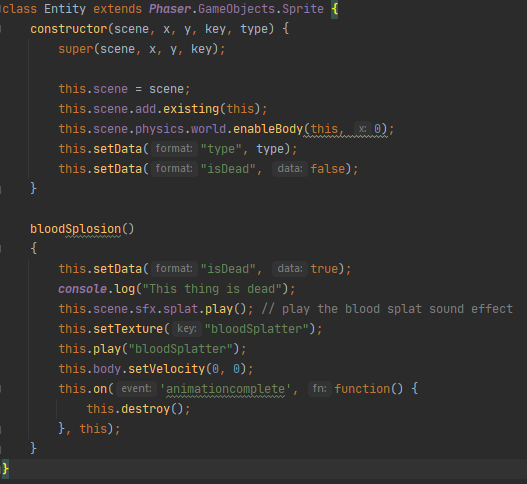 class Entity extends Phaser.GameObjects.Sprite {
    constructor(scene, x, y, key, type) {
        super(scene, x, y, key);

        this.scene = scene;
        this.scene.add.existing(this);
        this.scene.physics.world.enableBody(this, x: 0);
        this.setData( format: "type", type);
        this.setData( format: "isDead", data: false);
    }

    bloodSplosion()
    {
        this.setData( format: "isDead", data: true);
        console.log("This thing is dead");
        this.scene.sfx.splat.play(); // play the blood splat sound effect
        this.setTexture( key: "bloodSplatter");
        this.play("bloodSplatter");
        this.body.setVelocity(0, 0);
        this.on( event: 'animationcomplete', fn: function() {
            this.destroy();
        }, this);
    }
}